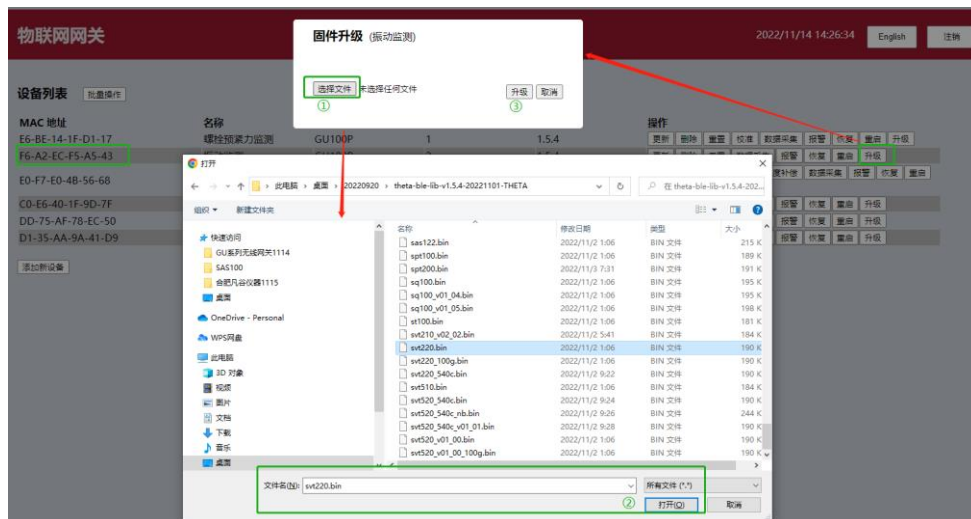 物联网网关
2022/11/14 14:26:34
English
注销
固件升级 (振动监测)
选择文件 未选择任何文件
升级 取消
①
③
设备列表 批量操作
MAC 地址 名称 操作
E6-BE-14-1F-D1-17 螺栓预紧力监测 GU100P 1 1.5.4 更新 删除 重置 校准 数据采集 报警 恢复 重启 升级
F6-A2-EC-F5-A5-43 报警 恢复 重启 升级
E0-F7-E0-4B-56-68 度补偿 数据采集 报警 恢复 重启
C0-E6-40-1F-9D-7F 报警 恢复 重启 升级
DD-75-AF-78-EC-50 报警 恢复 重启 升级
D1-35-AA-9A-41-D9 报警 恢复 重启 升级
添加新设备
打开
此电脑 › 桌面 › 20220920 › theta-ble-lib-v1.5.4-20221101-THETA
在 theta-ble-lib-v1.5.4-202...
组织 新建文件夹
快速访问
GU系列无线网关1114
SAS100
合肥凡谷仪器1115
桌面
OneDrive - Personal
WPS网盘
此电脑
3D 对象
视频
图片
文档
下载
音乐
桌面
名称 修改日期 类型 大小
sas122.bin 2022/11/2 1:06 BIN 文件 215 K
spt100.bin 2022/11/2 1:06 BIN 文件 189 K
spt200.bin 2022/11/3 7:31 BIN 文件 191 K
sq100.bin 2022/11/2 1:06 BIN 文件 195 K
sq100_v01_04.bin 2022/11/2 1:06 BIN 文件 195 K
sq100_v01_05.bin 2022/11/2 1:06 BIN 文件 198 K
st100.bin 2022/11/2 1:06 BIN 文件 181 K
svt210_v02_02.bin 2022/11/2 5:41 BIN 文件 184 K
svt220.bin 2022/11/2 1:06 BIN 文件 190 K
svt220_100g.bin 2022/11/2 1:06 BIN 文件 190 K
svt220_540c.bin 2022/11/2 9:22 BIN 文件 190 K
svt510.bin 2022/11/2 1:06 BIN 文件 184 K
svt520_540c.bin 2022/11/2 9:24 BIN 文件 190 K
svt520_540c_nb.bin 2022/11/2 9:26 BIN 文件 244 K
svt520_540c_v01_01.bin 2022/11/2 9:28 BIN 文件 190 K
svt520_v01_00.bin 2022/11/2 1:06 BIN 文件 190 K
svt520_v01_00_100g.bin 2022/11/2 1:06 BIN 文件 190 K
文件名(N): svt220.bin 所有文件 (*.*)
② 打开(O) 取消